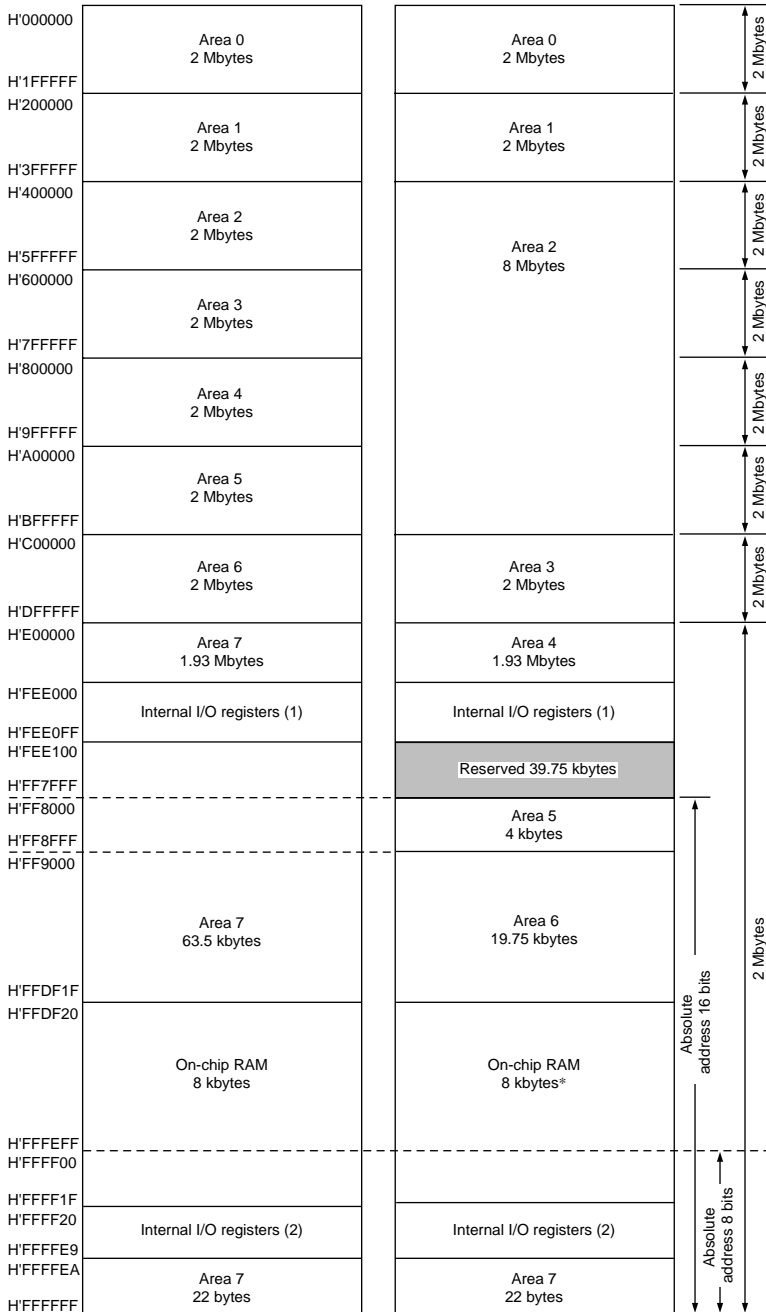 H'000000
H'1FFFFF
H'200000
H'3FFFFF
H'400000
H'5FFFFF
H'600000
H'7FFFFF
H'800000
H'9FFFFF
H'A00000
H'BFFFFF
H'C00000
H'DFFFFF
H'E00000
H'FEE000
H'FEE0FF
H'FEE100
H'FF7FFF
H'FF8000
H'FF8FFF
H'FF9000
H'FFDF1F
H'FFDF20
H'FFFEFF
H'FFFF00
H'FFFF1F
H'FFFF20
H'FFFFE9
H'FFFFEA
H'FFFFFF
Area 0
2 Mbytes
Area 1
2 Mbytes
Area 2
2 Mbytes
Area 3
2 Mbytes
Area 4
2 Mbytes
Area 5
2 Mbytes
Area 6
2 Mbytes
Area 7
1.93 Mbytes
Internal I/O registers (1)
Area 7
63.5 kbytes
On-chip RAM
8 kbytes
Internal I/O registers (2)
Area 7
22 bytes
Area 0
2 Mbytes
Area 1
2 Mbytes
Area 2
8 Mbytes
Area 3
2 Mbytes
Area 4
1.93 Mbytes
Internal I/O registers (1)
Reserved 39.75 kbytes
Area 5
4 kbytes
Area 6
19.75 kbytes
On-chip RAM
8 kbytes*
Internal I/O registers (2)
Area 7
22 bytes
2 Mbytes
2 Mbytes
2 Mbytes
2 Mbytes
2 Mbytes
2 Mbytes
2 Mbytes
2 Mbytes
Absolute
address 16 bits
Absolute
address 8 bits